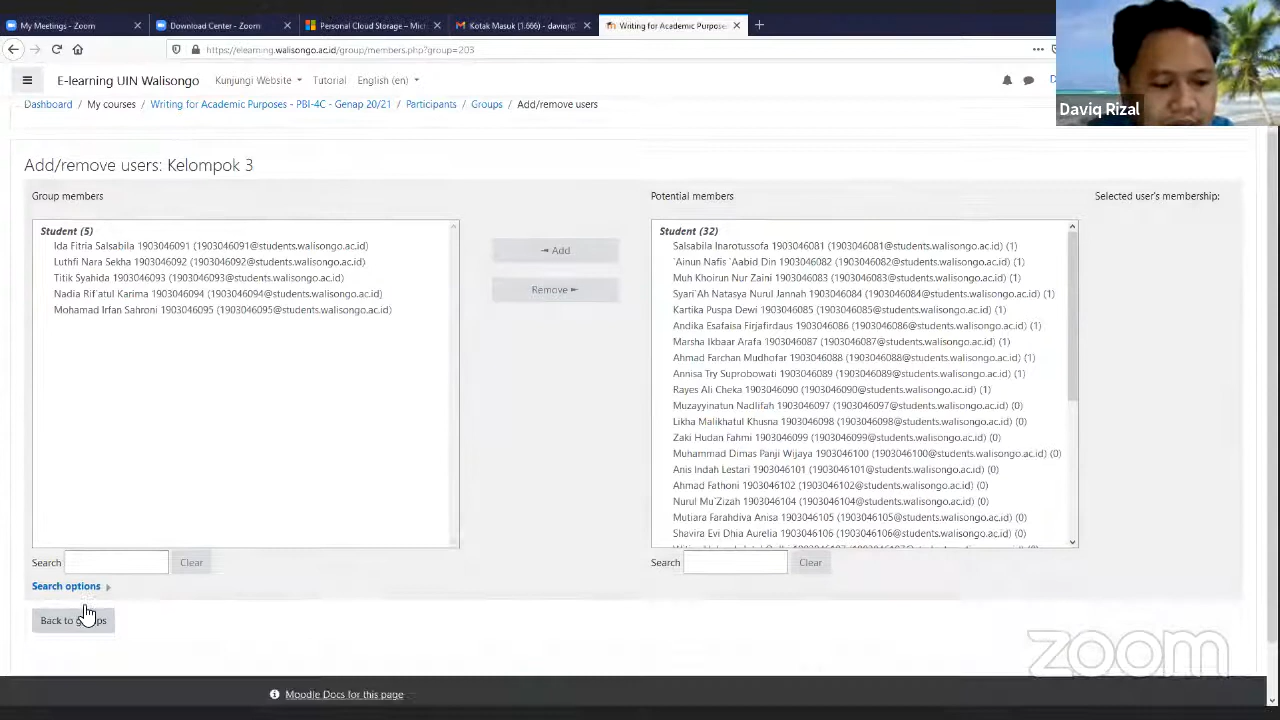 My Meetings - Zoom
Download Center - Zoom
Personal Cloud Storage – Micr
Kotak Masuk (1.666) - daviqr
Writing for Academic Purposes
https://elearning.walisongo.ac.id/group/members.php?group=203
E-learning UIN Walisongo
Kunjungi Website
Tutorial
English (en)
Daviq Rizal
Dashboard / My courses / Writing for Academic Purposes - PBI-4C - Genap 20/21 / Participants / Groups / Add/remove users
Add/remove users: Kelompok 3
Group members
Potential members
Selected user's membership:
Student (5)
Ida Fitria Salsabila 1903046091 (1903046091@students.walisongo.ac.id)
Luthfi Nara Sekha 1903046092 (1903046092@students.walisongo.ac.id)
Titik Syahida 1903046093 (1903046093@students.walisongo.ac.id)
Nadia Rif'atul Karima 1903046094 (1903046094@students.walisongo.ac.id)
Mohamad Irfan Sahroni 1903046095 (1903046095@students.walisongo.ac.id)
Add
Remove
Student (32)
Salsabila Inarotussofa 1903046081 (1903046081@students.walisongo.ac.id) (1)
`Ainun Nafis `Aabid Din 1903046082 (1903046082@students.walisongo.ac.id) (1)
Muh Khoirun Nur Zaini 1903046083 (1903046083@students.walisongo.ac.id) (1)
Syari`Ah Natasya Nurul Jannah 1903046084 (1903046084@students.walisongo.ac.id) (1)
Kartika Puspa Dewi 1903046085 (1903046085@students.walisongo.ac.id) (1)
Andika Esafaisa Firjafirdaus 1903046086 (1903046086@students.walisongo.ac.id) (1)
Marsha Ikbaar Arafa 1903046087 (1903046087@students.walisongo.ac.id) (1)
Ahmad Farchan Mudhofar 1903046088 (1903046088@students.walisongo.ac.id) (1)
Annisa Try Suprobowati 1903046089 (1903046089@students.walisongo.ac.id) (1)
Rayes Ali Cheka 1903046090 (1903046090@students.walisongo.ac.id) (1)
Muzayyinatun Nadlifah 1903046097 (1903046097@students.walisongo.ac.id) (0)
Likha Malikhatul Khusna 1903046098 (1903046098@students.walisongo.ac.id) (0)
Zaki Hudan Fahmi 1903046099 (1903046099@students.walisongo.ac.id) (0)
Muhammad Dimas Panji Wijaya 1903046100 (1903046100@students.walisongo.ac.id) (0)
Anis Indah Lestari 1903046101 (1903046101@students.walisongo.ac.id) (0)
Ahmad Fathoni 1903046102 (1903046102@students.walisongo.ac.id) (0)
Nurul Mu`Zizah 1903046104 (1903046104@students.walisongo.ac.id) (0)
Mutiara Farahdiva Anisa 1903046105 (1903046105@students.walisongo.ac.id) (0)
Shavira Evi Dhia Aurelia 1903046106 (1903046106@students.walisongo.ac.id) (0)
Search
Clear
Search
Clear
Search options
Back to
zoom
Moodle Docs for this page